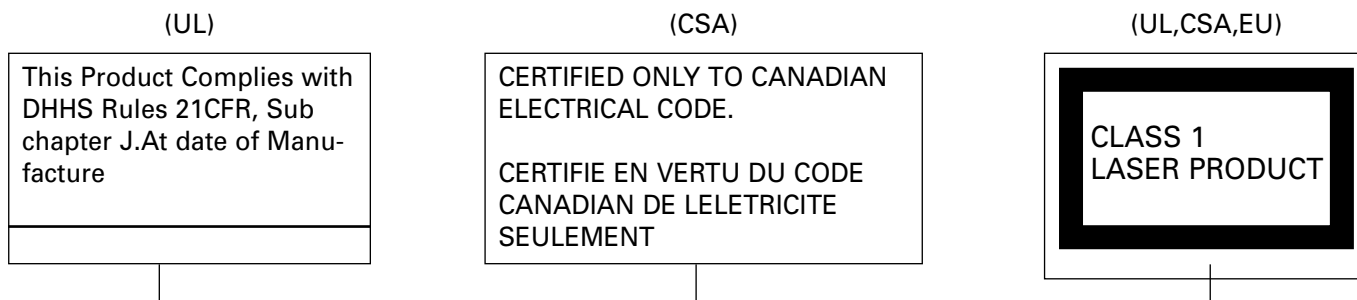 (UL)
This Product Complies with
DHHS Rules 21CFR, Sub
chapter J.At date of Manu-
facture
(CSA)
CERTIFIED ONLY TO CANADIAN
ELECTRICAL CODE.
CERTIFIE EN VERTU DU CODE
CANADIAN DE LELETRICITE
SEULEMENT
(UL,CSA,EU)
CLASS 1
LASER PRODUCT